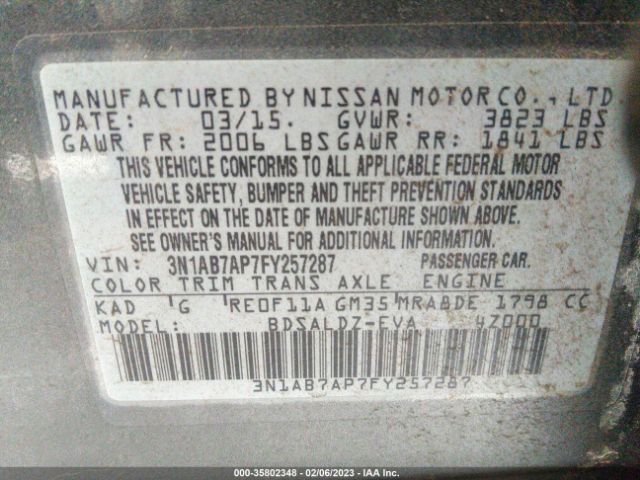 MANUFACTURED BY NISSAN MOTOR CO., LTD.
DATE: 03/15. GVWR: 3823 LBS
GAWR FR: 2006 LBS GAWR RR: 1841 LBS
THIS VEHICLE CONFORMS TO ALL APPLICABLE FEDERAL MOTOR
VEHICLE SAFETY, BUMPER AND THEFT PREVENTION STANDARDS
IN EFFECT ON THE DATE OF MANUFACTURE SHOWN ABOVE.
SEE OWNER'S MANUAL FOR ADDITIONAL INFORMATION.
VIN: 3N1AB7AP7FY257287 PASSENGER CAR.
COLOR TRIM TRANS AXLE ENGINE
KAD G RE0F11A GM35 MRA8DE 1798 CC
MODEL: BDSALDZ-EVA 4Z000
3N1AB7AP7FY257287
000-35802348 | 02/06/2023 | IAA Inc.